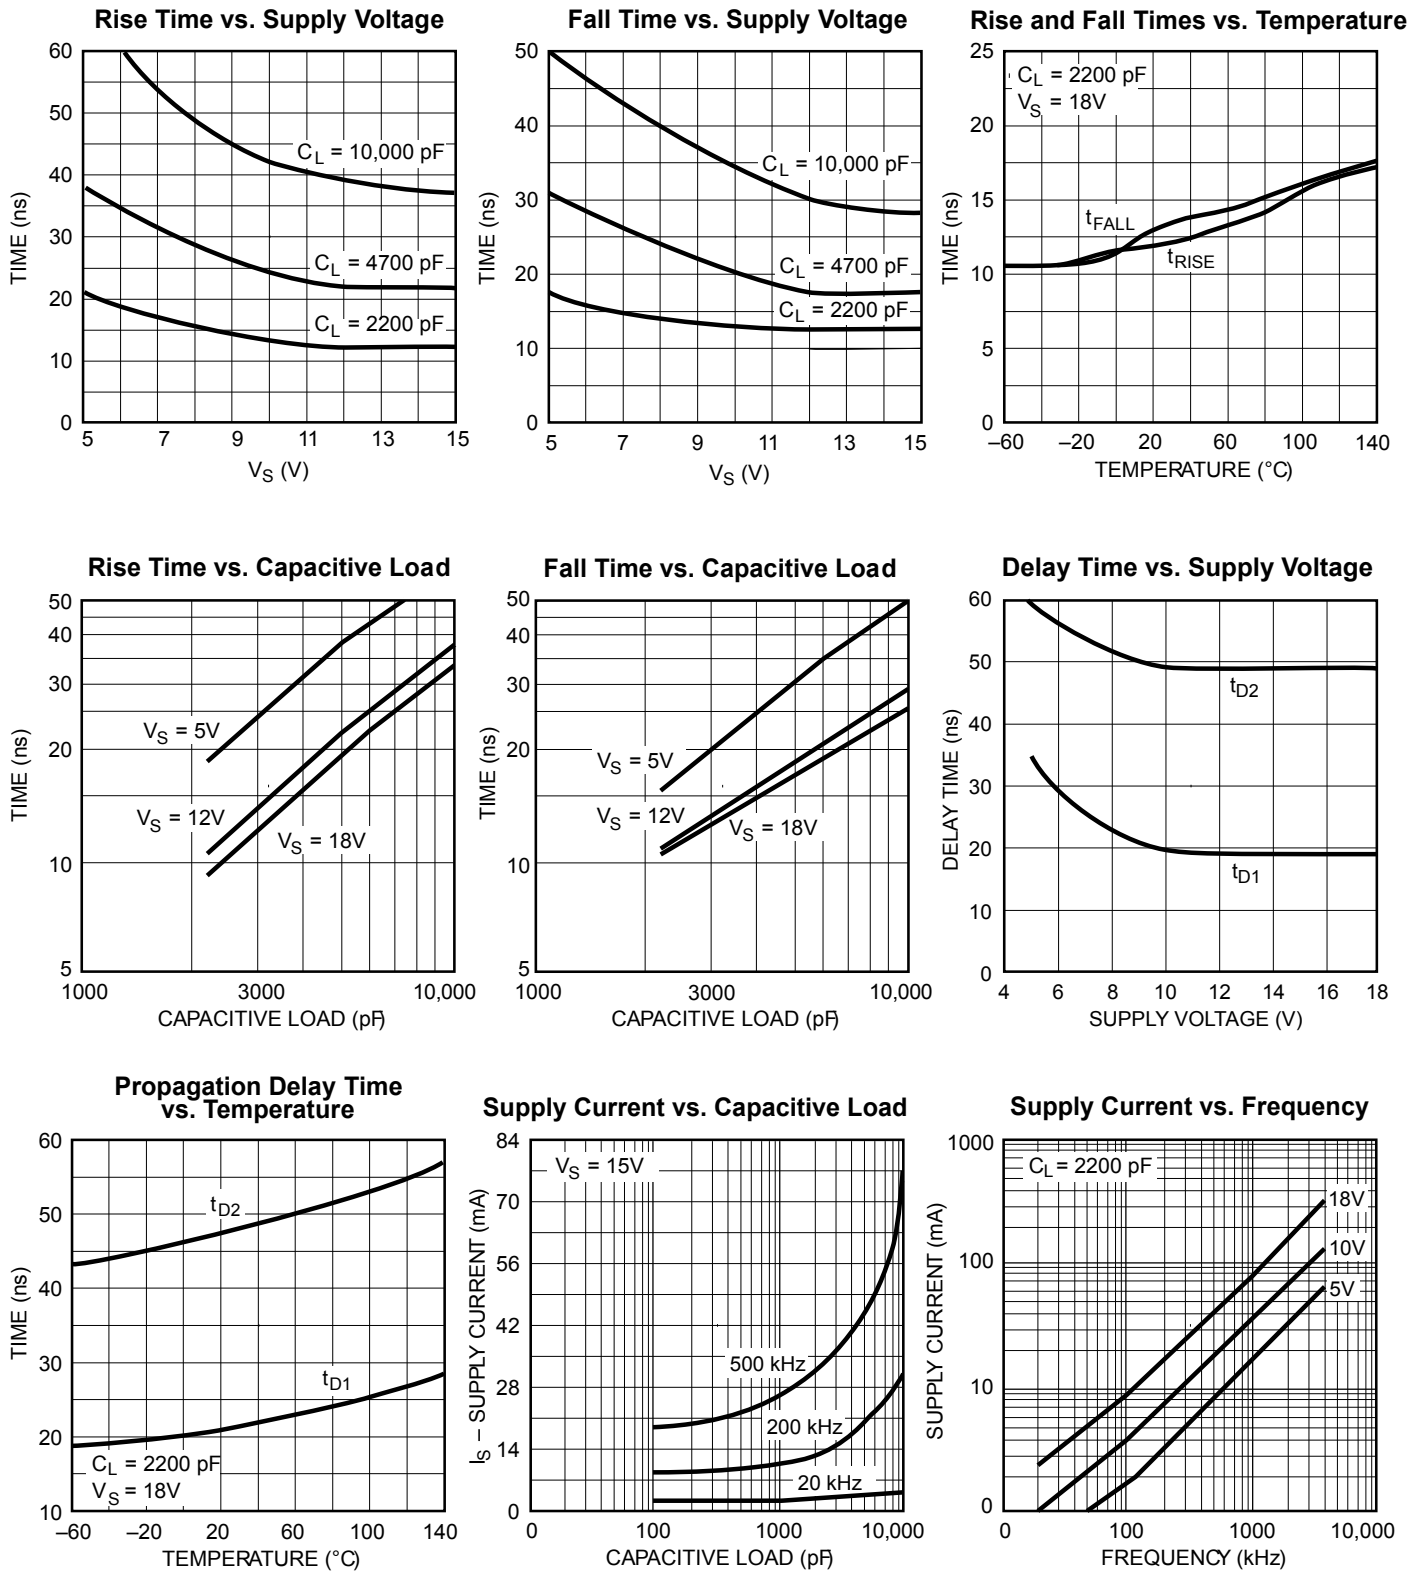 Rise Time vs. Supply Voltage
60
50
40
30
20
10
0
TIME (ns)
C_L = 10,000 pF
C_L = 4700 pF
C_L = 2200 pF
5 7 9 11 13 15
V_S (V)
Fall Time vs. Supply Voltage
50
40
30
20
10
0
TIME (ns)
C_L = 10,000 pF
C_L = 4700 pF
C_L = 2200 pF
5 7 9 11 13 15
V_S (V)
Rise and Fall Times vs. Temperature
25
20
15
10
5
0
TIME (ns)
C_L = 2200 pF
V_S = 18V
t_FALL
t_RISE
–60 –20 20 60 100 140
TEMPERATURE (°C)
Rise Time vs. Capacitive Load
50
40
30
20
10
5
TIME (ns)
V_S = 5V
V_S = 12V
V_S = 18V
1000 3000 10,000
CAPACITIVE LOAD (pF)
Fall Time vs. Capacitive Load
50
40
30
20
10
5
TIME (ns)
V_S = 5V
V_S = 12V
V_S = 18V
1000 3000 10,000
CAPACITIVE LOAD (pF)
Delay Time vs. Supply Voltage
60
50
40
30
20
10
0
DELAY TIME (ns)
t_D2
t_D1
4 6 8 10 12 14 16 18
SUPPLY VOLTAGE (V)
Propagation Delay Time
vs. Temperature
60
50
40
30
20
10
TIME (ns)
t_D2
t_D1
C_L = 2200 pF
V_S = 18V
–60 –20 20 60 100 140
TEMPERATURE (°C)
Supply Current vs. Capacitive Load
84
70
56
42
28
14
0
I_S – SUPPLY CURRENT (mA)
V_S = 15V
500 kHz
200 kHz
20 kHz
0 100 1000 10,000
CAPACITIVE LOAD (pF)
Supply Current vs. Frequency
1000
100
10
0
SUPPLY CURRENT (mA)
C_L = 2200 pF
18V
10V
5V
0 100 1000 10,000
FREQUENCY (kHz)